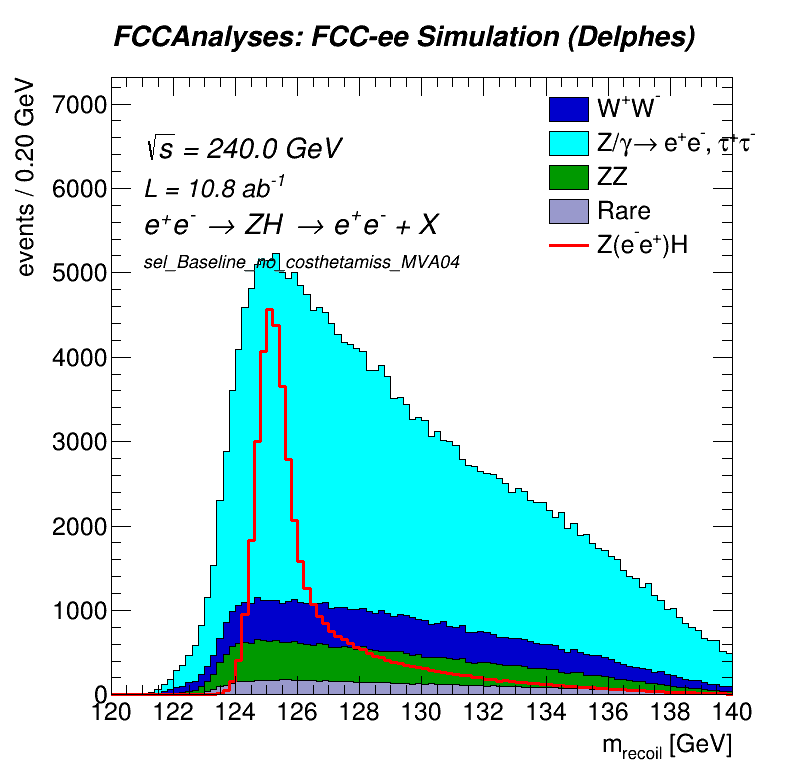 FCCAnalyses: FCC-ee Simulation (Delphes)
events / 0.20 GeV
7000
6000
5000
4000
3000
2000
1000
0
√s = 240.0 GeV
L = 10.8 ab⁻¹
e⁺e⁻ → ZH → e⁺e⁻ + X
sel_Baseline_no_costhetamiss_MVA04
W⁺W⁻
Z/γ→ e⁺e⁻, τ⁺τ⁻
ZZ
Rare
Z(e⁻e⁺)H
120 122 124 126 128 130 132 134 136 138 140
m_recoil [GeV]